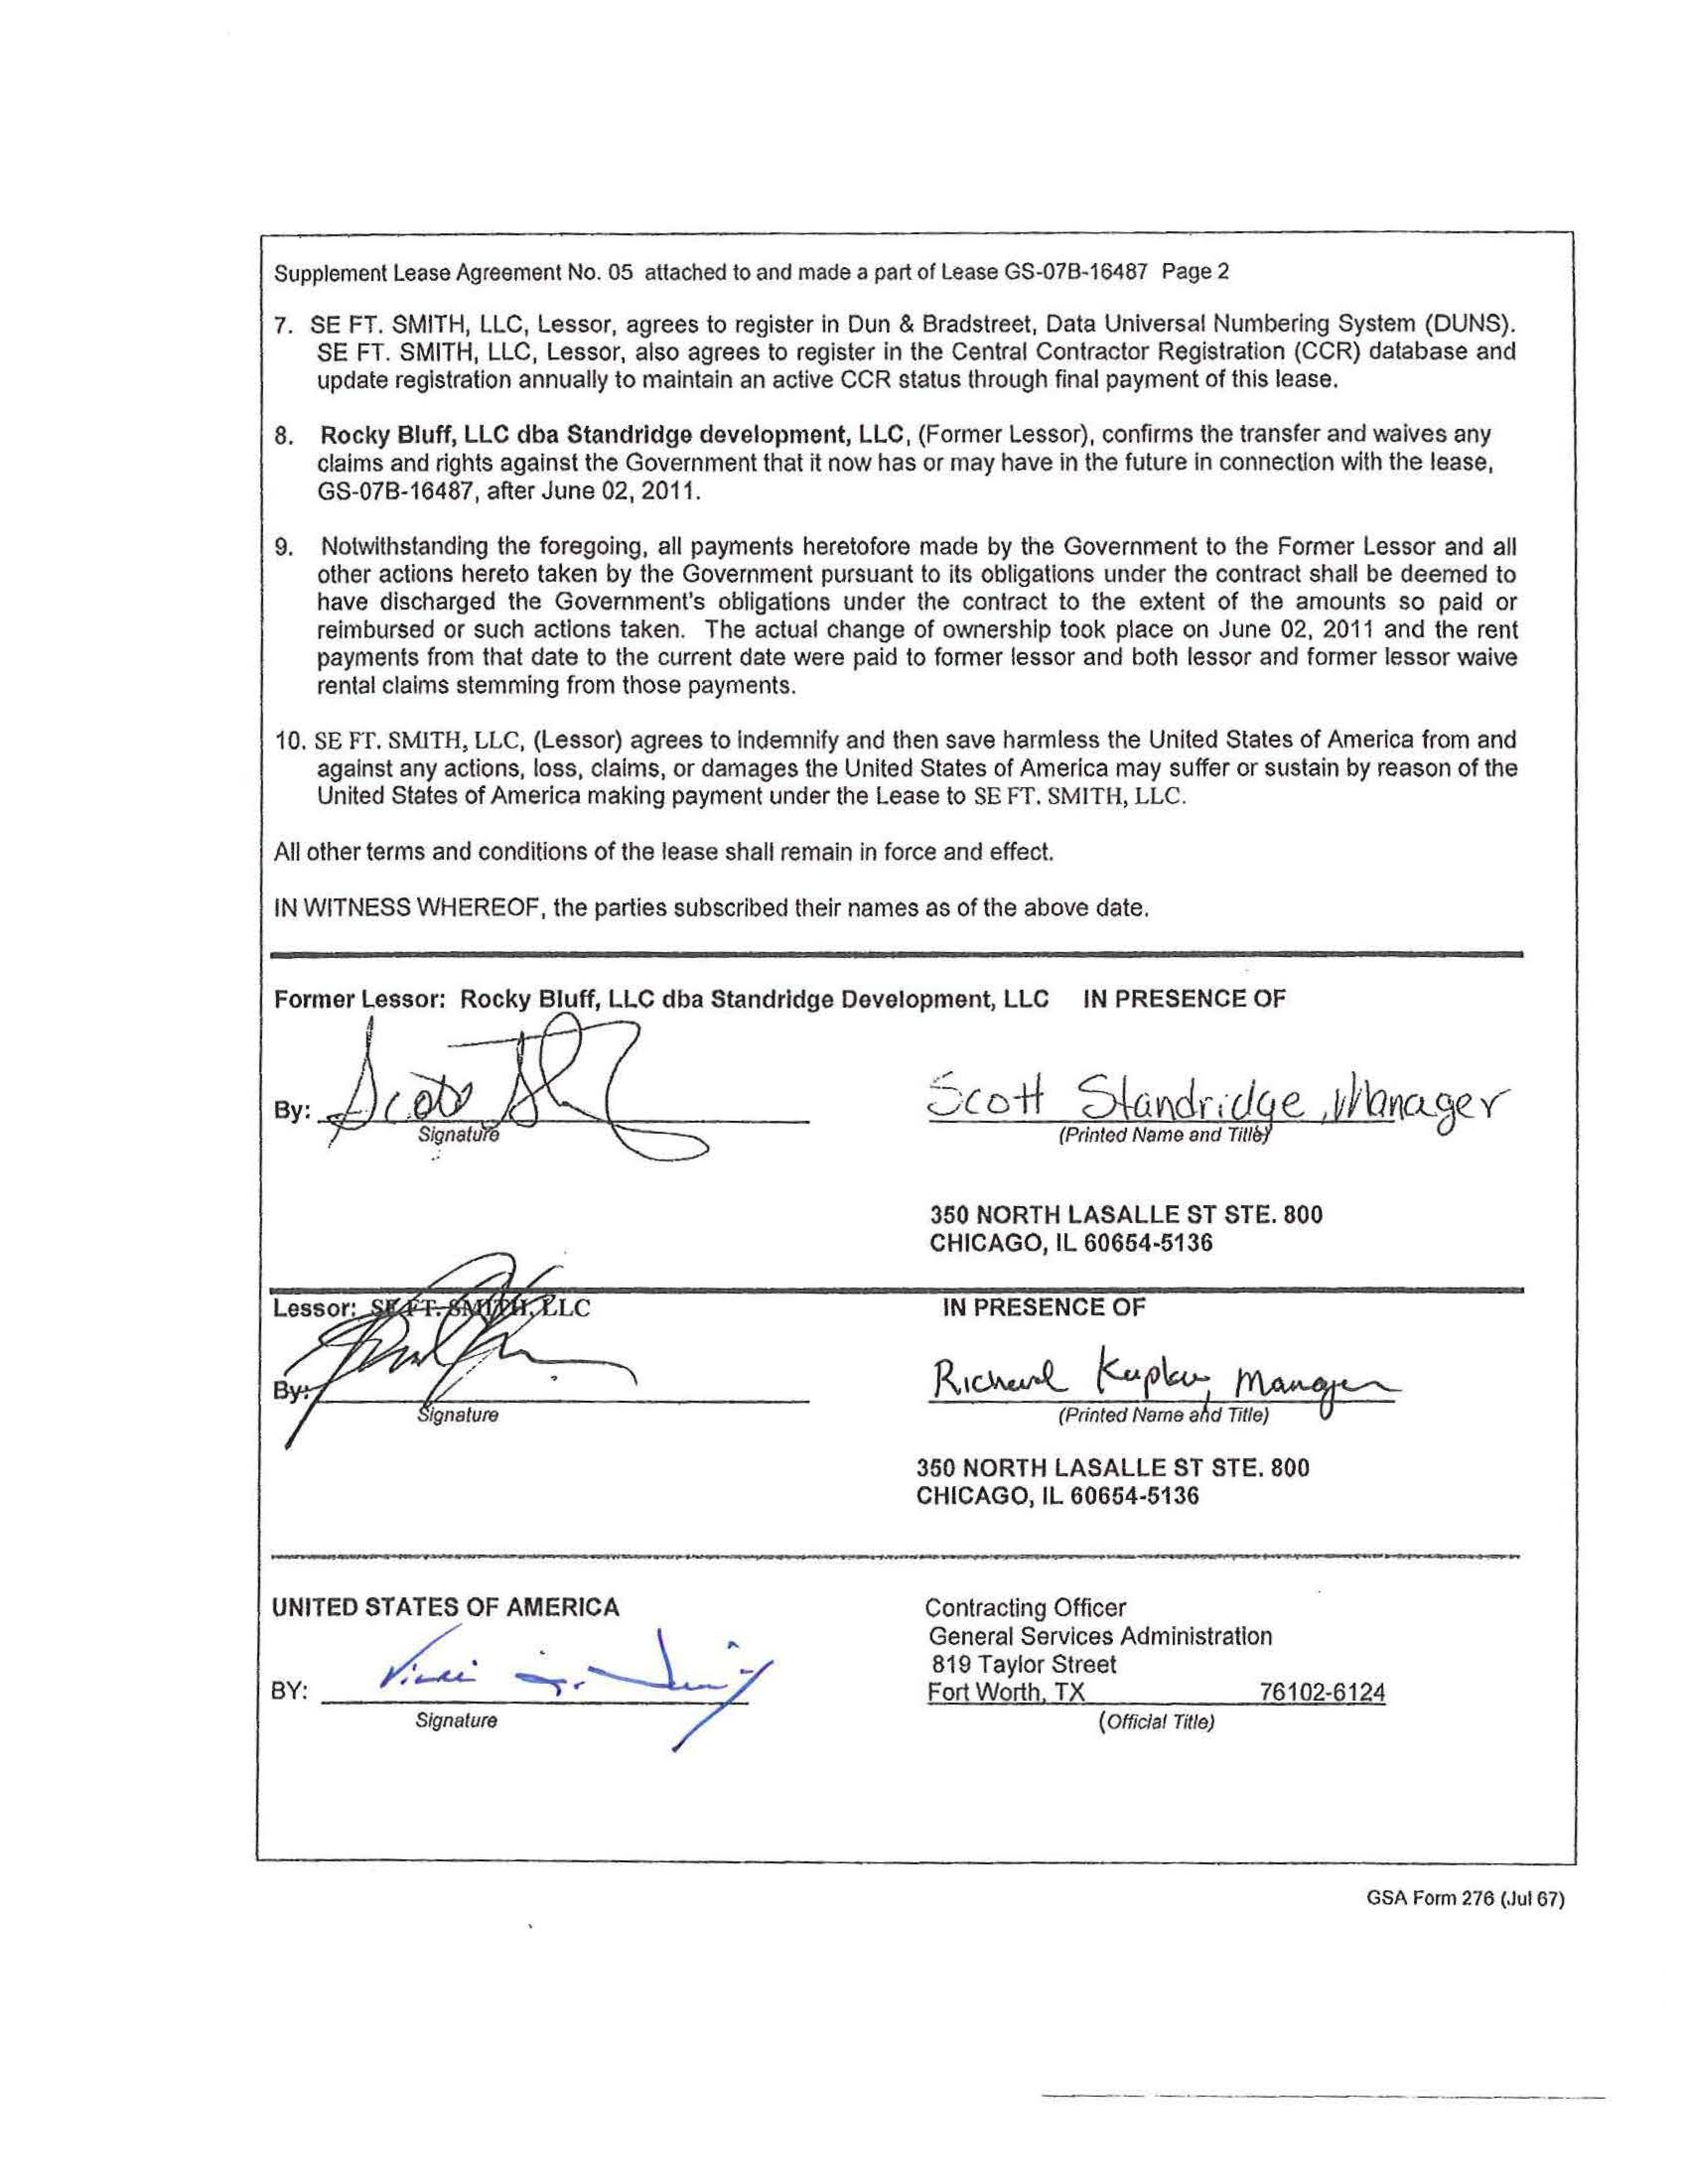 Supplement Lease Agreement No. 05 attached to and made a part of Lease GS-07B-16487 Page 2
7. SE FT. SMITH, LLC, Lessor, agrees to register in Dun & Bradstreet, Data Universal Numbering System (DUNS).
SE FT. SMITH, LLC, Lessor, also agrees to register in the Central Contractor Registration (CCR) database and
update registration annually to maintain an active CCR status through final payment of this lease.
8. Rocky Bluff, LLC dba Standridge development, LLC, (Former Lessor), confirms the transfer and waives any
claims and rights against the Government that it now has or may have in the future in connection with the lease,
GS-07B-16487, after June 02, 2011.
9. Notwithstanding the foregoing, all payments heretofore made by the Government to the Former Lessor and all
other actions hereto taken by the Government pursuant to its obligations under the contract shall be deemed to
have discharged the Government's obligations under the contract to the extent of the amounts so paid or
reimbursed or such actions taken. The actual change of ownership took place on June 02, 2011 and the rent
payments from that date to the current date were paid to former lessor and both lessor and former lessor waive
rental claims stemming from those payments.
10. SE FT. SMITH, LLC, (Lessor) agrees to indemnify and then save harmless the United States of America from and
against any actions, loss, claims, or damages the United States of America may suffer or sustain by reason of the
United States of America making payment under the Lease to SE FT. SMITH, LLC.
All other terms and conditions of the lease shall remain in force and effect.
IN WITNESS WHEREOF, the parties subscribed their names as of the above date.
Former Lessor: Rocky Bluff, LLC dba Standridge Development, LLC IN PRESENCE OF
By: Scott Scott Standridge, Manager
Signature (Printed Name and Title)
350 NORTH LASALLE ST STE. 800
CHICAGO, IL 60654-5136
Lessor: SE FT. SMITH, LLC IN PRESENCE OF
By: Richard Kaplan, Manager
Signature (Printed Name and Title)
350 NORTH LASALLE ST STE. 800
CHICAGO, IL 60654-5136
UNITED STATES OF AMERICA Contracting Officer
General Services Administration
819 Taylor Street
BY: Fort Worth, TX 76102-6124
Signature (Official Title)
GSA Form 276 (Jul 67)